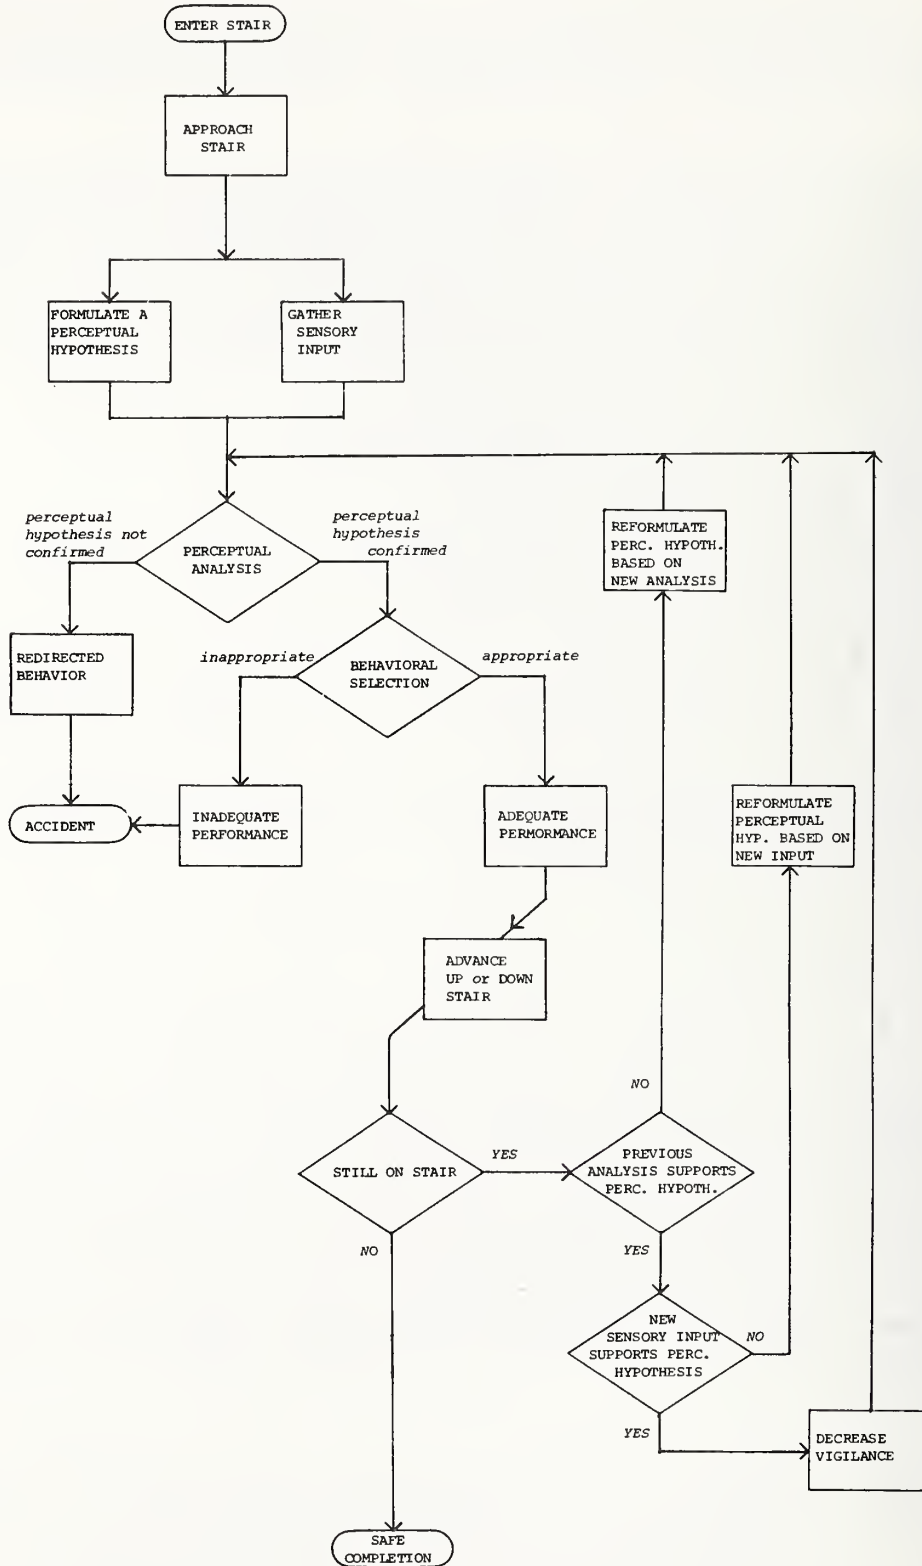 ENTER STAIR
APPROACH
STAIR
FORMULATE A
PERCEPTUAL
HYPOTHESIS
GATHER
SENSORY
INPUT
perceptual
hypothesis not
confirmed
perceptual
hypothesis
confirmed
PERCEPTUAL
ANALYSIS
REFORMULATE
PERC. HYPOTH.
BASED ON
NEW ANALYSIS
REDIRECTED
BEHAVIOR
inappropriate
BEHAVIORAL
SELECTION
appropriate
ACCIDENT
INADEQUATE
PERFORMANCE
ADEQUATE
PERMORMANCE
REFORMULATE
PERCEPTUAL
HYP. BASED ON
NEW INPUT
ADVANCE
UP or DOWN
STAIR
NO
STILL ON STAIR
YES
PREVIOUS
ANALYSIS SUPPORTS
PERC. HYPOTH.
NO
YES
NEW
SENSORY INPUT
SUPPORTS PERC.
HYPOTHESIS
NO
YES
DECREASE
VIGILANCE
SAFE
COMPLETION